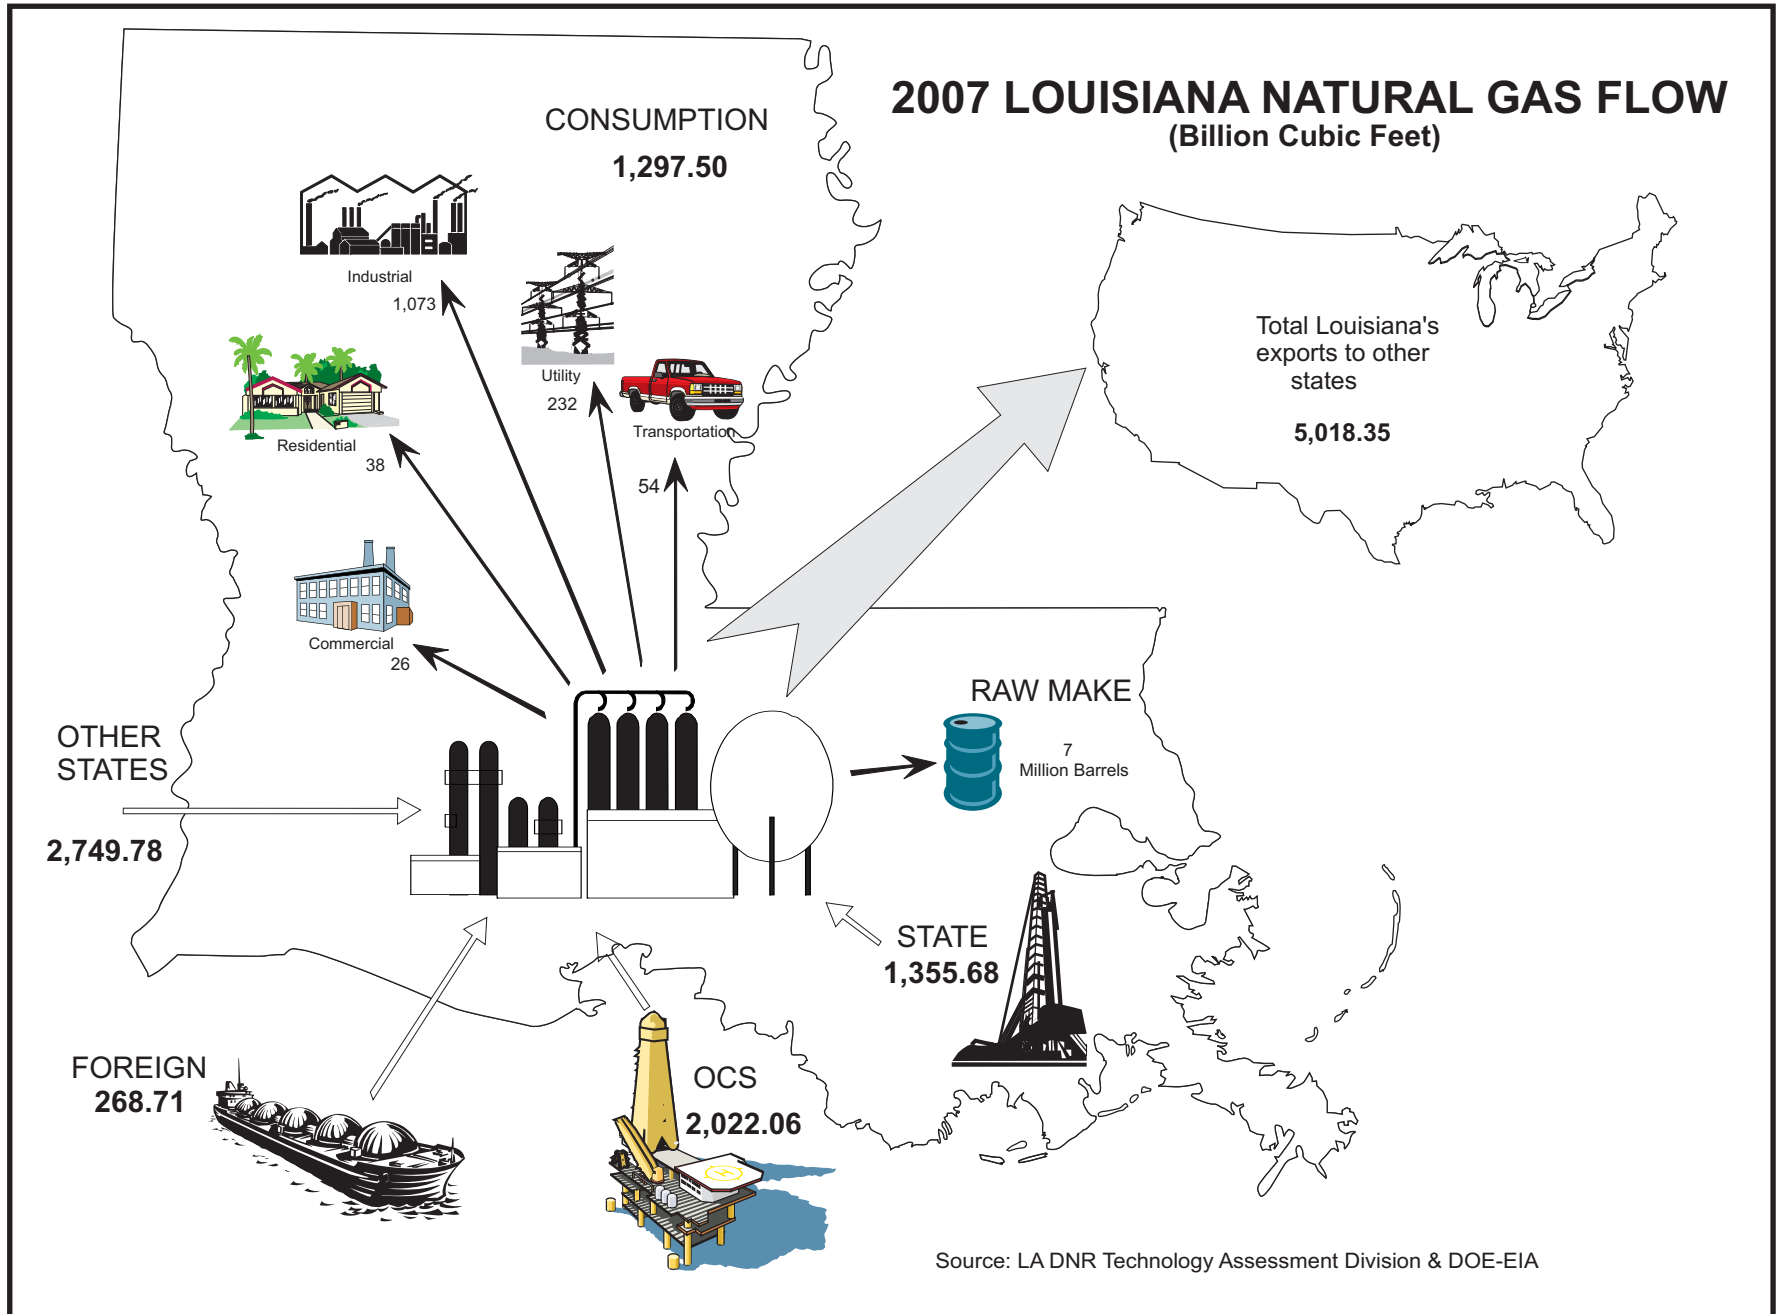 2007 LOUISIANA NATURAL GAS FLOW
(Billion Cubic Feet)
CONSUMPTION
1,297.50
Industrial
1,073
Utility
232
Transportation
54
Residential
38
Commercial
26
Total Louisiana's
exports to other
states
5,018.35
RAW MAKE
7
Million Barrels
OTHER
STATES
2,749.78
STATE
1,355.68
FOREIGN
268.71
OCS
2,022.06
H
Source: LA DNR Technology Assessment Division & DOE-EIA